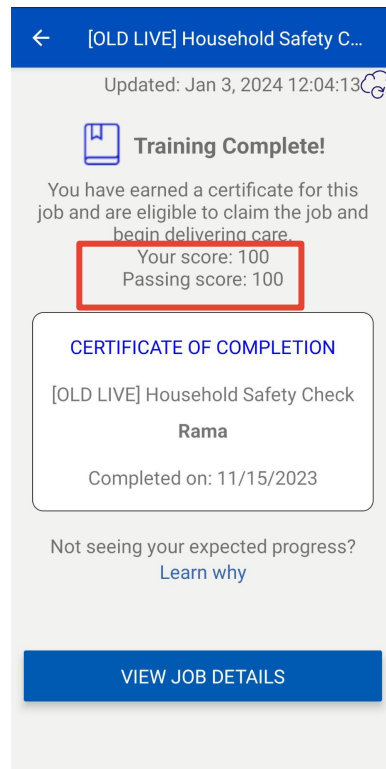 [OLD LIVE] Household Safety C...
Updated: Jan 3, 2024 12:04:13
Training Complete!
You have earned a certificate for this
job and are eligible to claim the job and
begin delivering care.
Your score: 100
Passing score: 100
CERTIFICATE OF COMPLETION
[OLD LIVE] Household Safety Check
Rama
Completed on: 11/15/2023
Not seeing your expected progress?
Learn why
VIEW JOB DETAILS